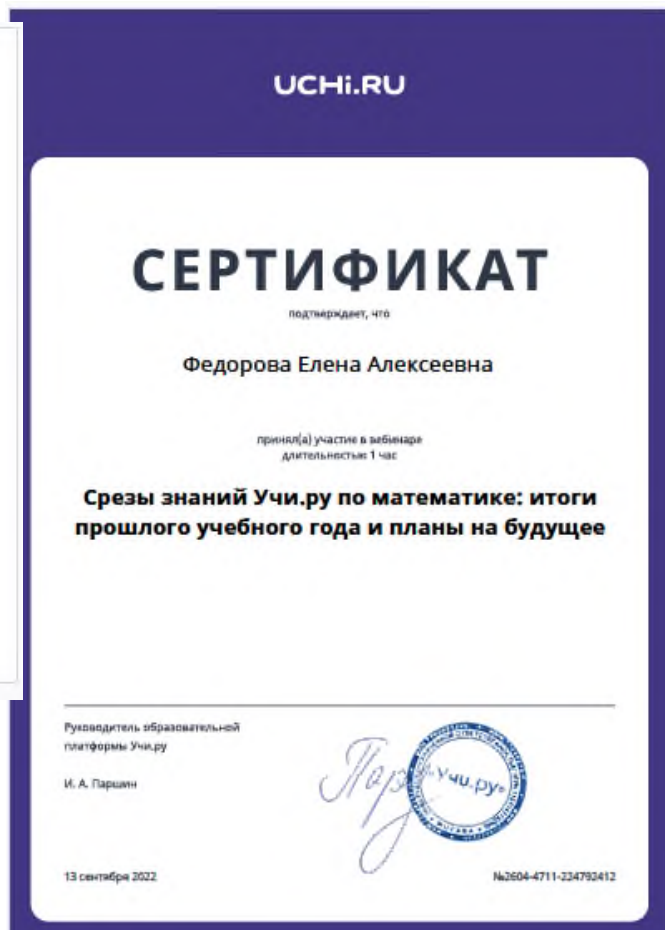 UCHi.RU
СЕРТИФИКАТ
подтверждает, что
Федорова Елена Алексеевна
принял(а) участие в вебинаре
длительностью 1 час
Срезы знаний Учи.ру по математике: итоги
прошлого учебного года и планы на будущее
Руководитель образовательной
платформы Учи.ру
И. А. Паршин
«Учи.ру»
МОСКВА
13 сентября 2022
№2604-4711-224792412